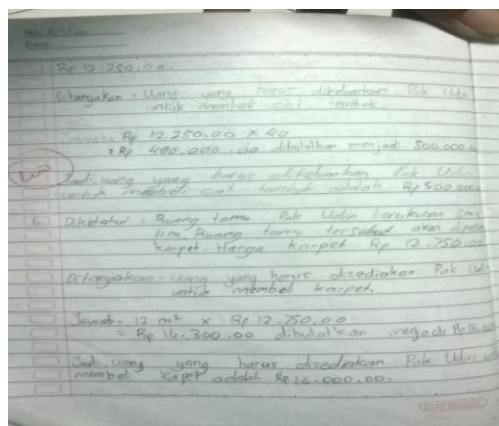 No.
Date
Rp 12.250.00.
Ditanyakan = Uang yang harus dikeluarkan Pak Udin
untuk membeli cat tembok.
Jawab: Rp 12.250.00 x 40
= Rp 490.000.00 dibulatkan menjadi 500.000.
Jadi uang yang harus dikeluarkan Pak Udin
untuk membeli cat tembok adalah Rp 500.000
6 Diketahui = Ruang tamu Pak Udin berukuran 3m
4m. Ruang tamu tersebut akan
karpet. Harga karpet Rp 12.750.00
Ditanyakan = Uang yang harus disediakan Pak Udin
untuk membeli karpet.
Jawab = 12 m² x Rp 12.750.00
= Rp 16.300.00 dibulatkan menjadi Rp 16.00
Jadi uang yang harus disediakan Pak Udin
membeli adalah Rp 16.000.00.